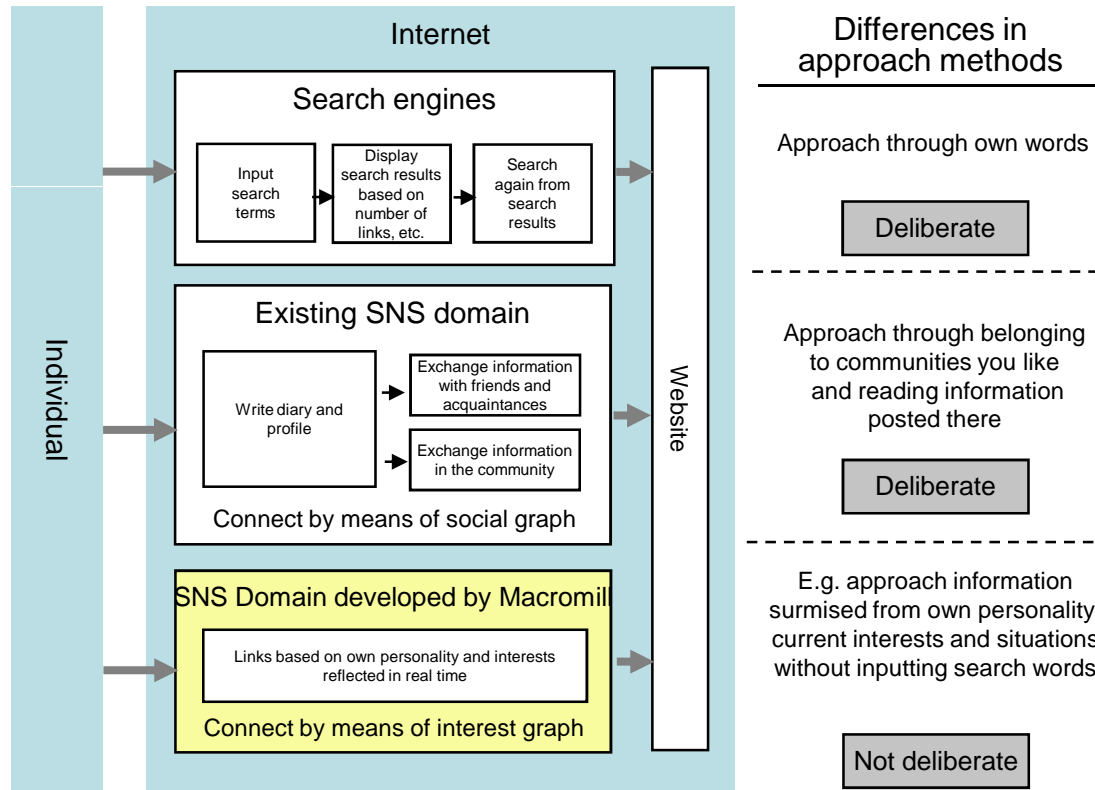 Internet
Differences in
approach methods
Individual
Search engines
Input
search
terms
Display
search results
based on
number of
links, etc.
Search
again from
search
results
Approach through own words
Deliberate
Existing SNS domain
Write diary and
profile
Exchange information
with friends and
acquaintances
Exchange information
in the community
Connect by means of social graph
Website
Approach through belonging
to communities you like
and reading information
posted there
Deliberate
SNS Domain developed by Macromill
Links based on own personality and interests
reflected in real time
Connect by means of interest graph
E.g. approach information
surmised from own personality
current interests and situations
without inputting search words
Not deliberate